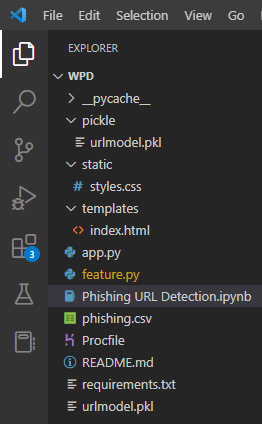 File Edit Selection View Go
EXPLORER
WPD
__pycache__
pickle
urlmodel.pkl
static
# styles.css
templates
<> index.html
app.py
feature.py
Phishing URL Detection.ipynb
phishing.csv
Procfile
README.md
requirements.txt
urlmodel.pkl
3